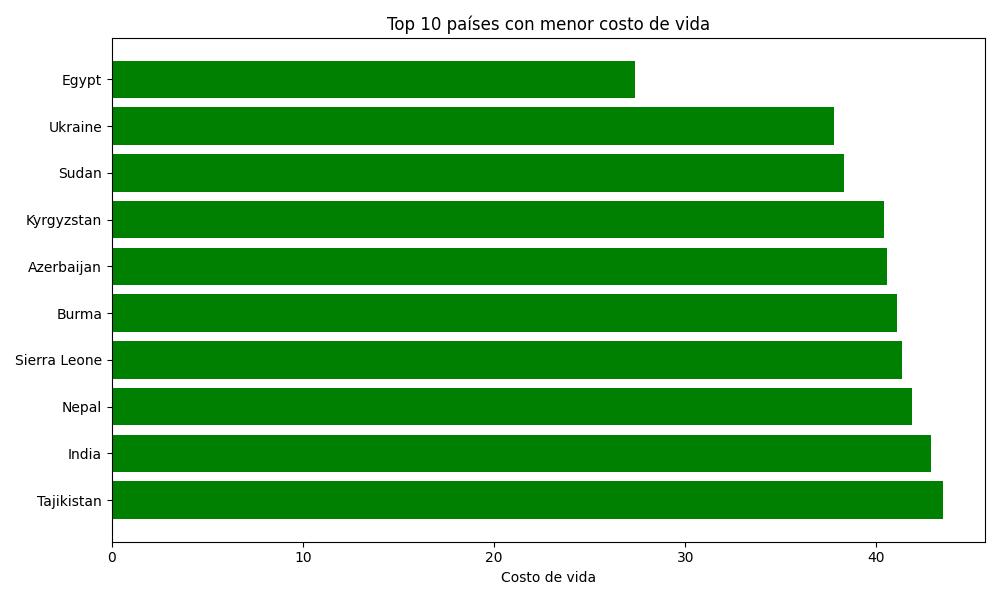 Top 10 países con menor costo de vida
Egypt
Ukraine
Sudan
Kyrgyzstan
Azerbaijan
Burma
Sierra Leone
Nepal
India
Tajikistan
0 10 20 30 40
Costo de vida